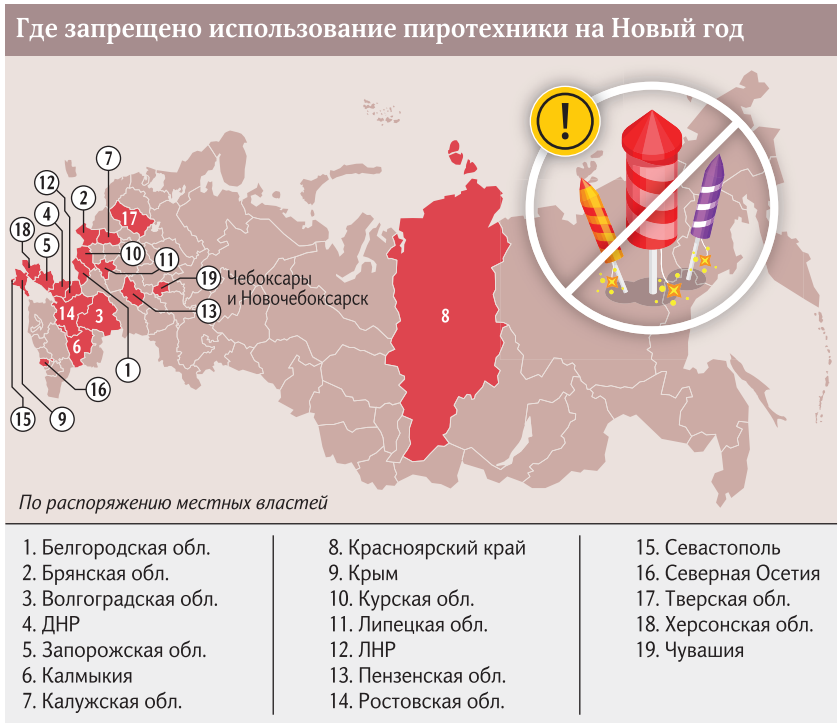 Где запрещено использование пиротехники на Новый год
!
7
12
2
4
17
18
5
10
11
19 Чебоксары
и Новочебоксарск
13
14
3
8
6
1
16
15
9
По распоряжению местных властей
1. Белгородская обл.
2. Брянская обл.
3. Волгоградская обл.
4. ДНР
5. Запорожская обл.
6. Калмыкия
7. Калужская обл.
8. Красноярский край
9. Крым
10. Курская обл.
11. Липецкая обл.
12. ЛНР
13. Пензенская обл.
14. Ростовская обл.
15. Севастополь
16. Северная Осетия
17. Тверская обл.
18. Херсонская обл.
19. Чувашия